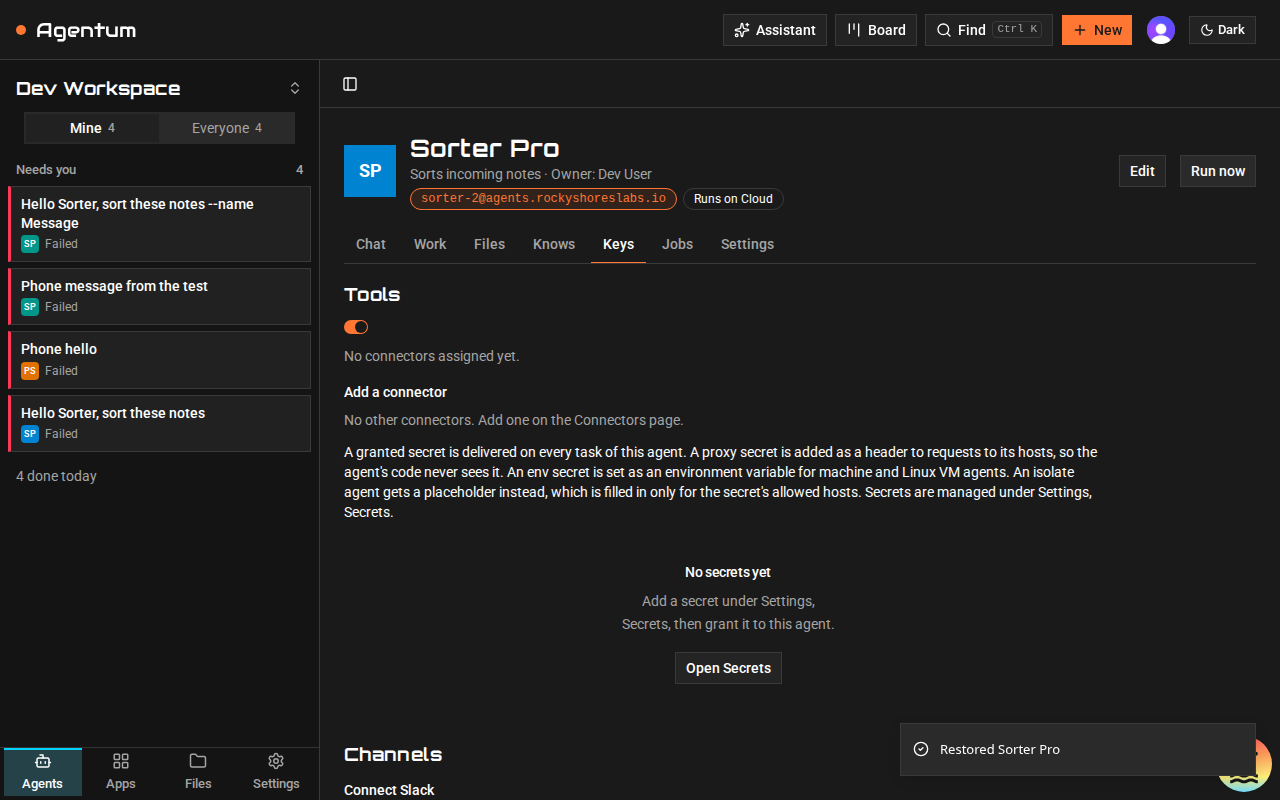 Agentum
Assistant
Board
Find Ctrl K
New
Dark
Dev Workspace
Mine 4
Everyone 4
Needs you 4
Hello Sorter, sort these notes --name
Message
SP Failed
Phone message from the test
SP Failed
Phone hello
PS Failed
Hello Sorter, sort these notes
SP Failed
4 done today
Agents
Apps
Files
Settings
SP
Sorter Pro
Sorts incoming notes · Owner: Dev User
sorter-2@agents.rockyshoreslabs.io
Runs on Cloud
Edit
Run now
Chat
Work
Files
Knows
Keys
Jobs
Settings
Tools
No connectors assigned yet.
Add a connector
No other connectors. Add one on the Connectors page.
A granted secret is delivered on every task of this agent. A proxy secret is added as a header to requests to its hosts, so the
agent's code never sees it. An env secret is set as an environment variable for machine and Linux VM agents. An isolate
agent gets a placeholder instead, which is filled in only for the secret's allowed hosts. Secrets are managed under Settings,
Secrets.
No secrets yet
Add a secret under Settings,
Secrets, then grant it to this agent.
Open Secrets
Channels
Connect Slack
Restored Sorter Pro